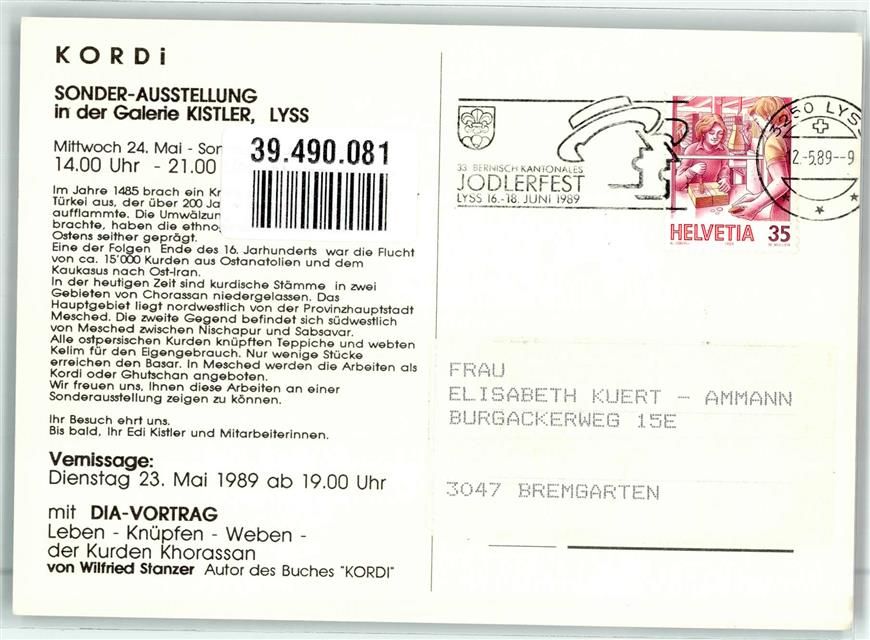 KORDi
SONDER-AUSSTELLUNG
in der Galerie KISTLER, LYSS
Mittwoch 24. Mai - Son
14.00 Uhr - 21.00
39.490.081
Im Jahre 1485 brach ein Kr
Türkei aus, der über 200 Ja
aufflammte. Die Umwälzun
brachte, haben die ethnog
Ostens seither geprägt.
Eine der Folgen Ende des 16. Jarhunderts war die Flucht
von ca. 15'000 Kurden aus Ostanatolien und dem
Kaukasus nach Ost-Iran.
In der heutigen Zeit sind kurdische Stämme in zwei
Gebieten von Chorassan niedergelassen. Das
Hauptgebiet liegt nordwestlich von der Provinzhauptstadt
Mesched. Die zweite Gegend befindet sich südwestlich
von Mesched zwischen Nischapur und Sabsavar.
Alle ostpersischen Kurden knüpften Teppiche und webten
Kelim für den Eigengebrauch. Nur wenige Stücke
erreichen den Basar. In Mesched werden die Arbeiten als
Kordi oder Ghutschan angeboten.
Wir freuen uns, Ihnen diese Arbeiten an einer
Sonderausstellung zeigen zu können.
Ihr Besuch ehrt uns.
Bis bald, Ihr Edi Kistler und Mitarbeiterinnen.
Vernissage:
Dienstag 23. Mai 1989 ab 19.00 Uhr
mit DIA-VORTRAG
Leben - Knüpfen - Weben -
der Kurden Khorassan
von Wilfried Stanzer Autor des Buches "KORDI"
33. BERNISCH KANTONALES
JODLERFEST
LYSS 16.-18. JUNI 1989
3250 LYS
12.-5.89--9
HELVETIA 35
FRAU
ELISABETH KUERT - AMMANN
BURGACKERWEG 15E
3047 BREMGARTEN